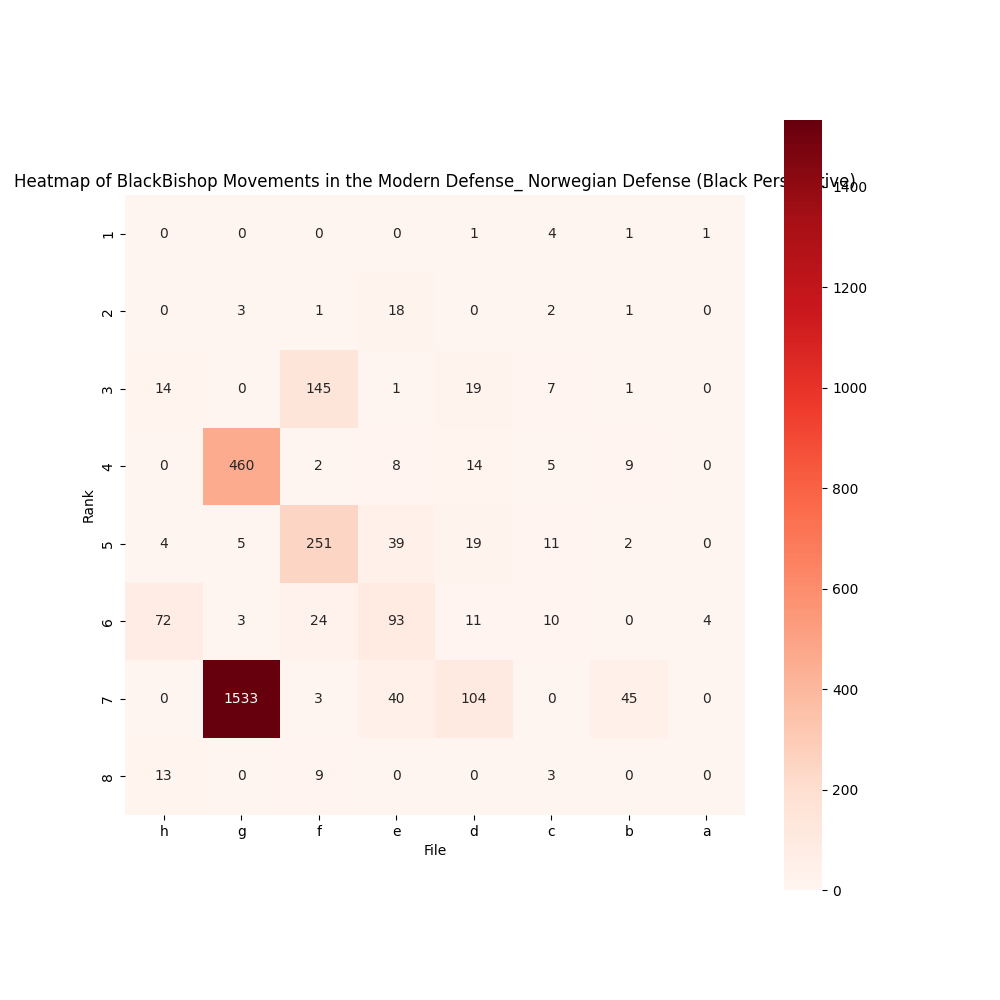 Heatmap of BlackBishop Movements in the Modern Defense_ Norwegian Defense (Black Perspective)
1400
1 0 0 0 0 1 4 1 1
1200
2 0 3 1 18 0 2 1 0
3 14 0 145 1 19 7 1 0
1000
4 0 460 2 8 14 5 9 0
800
Rank
5 4 5 251 39 19 11 2 0
600
6 72 3 24 93 11 10 0 4
400
7 0 1533 3 40 104 0 45 0
200
8 13 0 9 0 0 3 0 0
h g f e d c b a
File
0